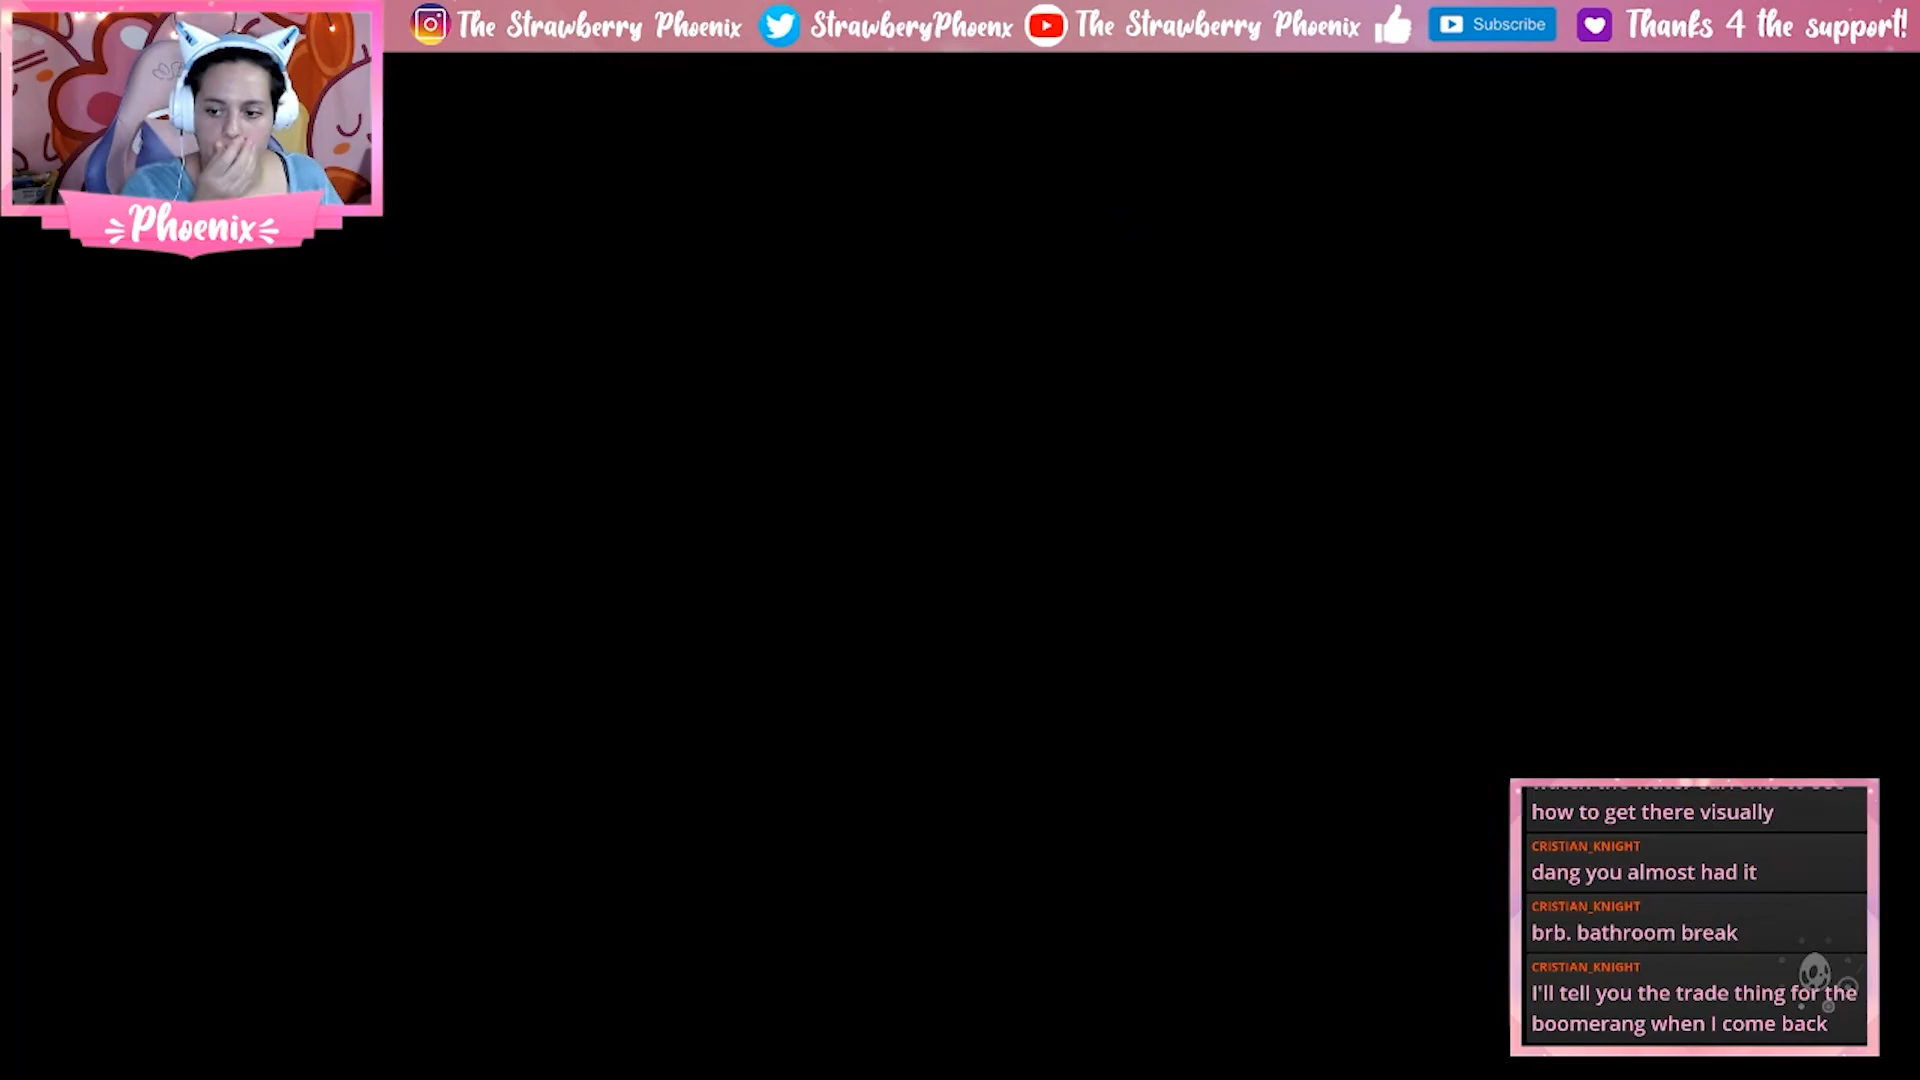 The Strawberry Phoenix StrawberyPhoenx The Strawberry Phoenix Subscribe Thanks 4 the support!
Phoenix
how to get there visually
CRISTIAN_KNIGHT
dang you almost had it
CRISTIAN_KNIGHT
brb. bathroom break
CRISTIAN_KNIGHT
I'll tell you the trade thing for the
boomerang when I come back